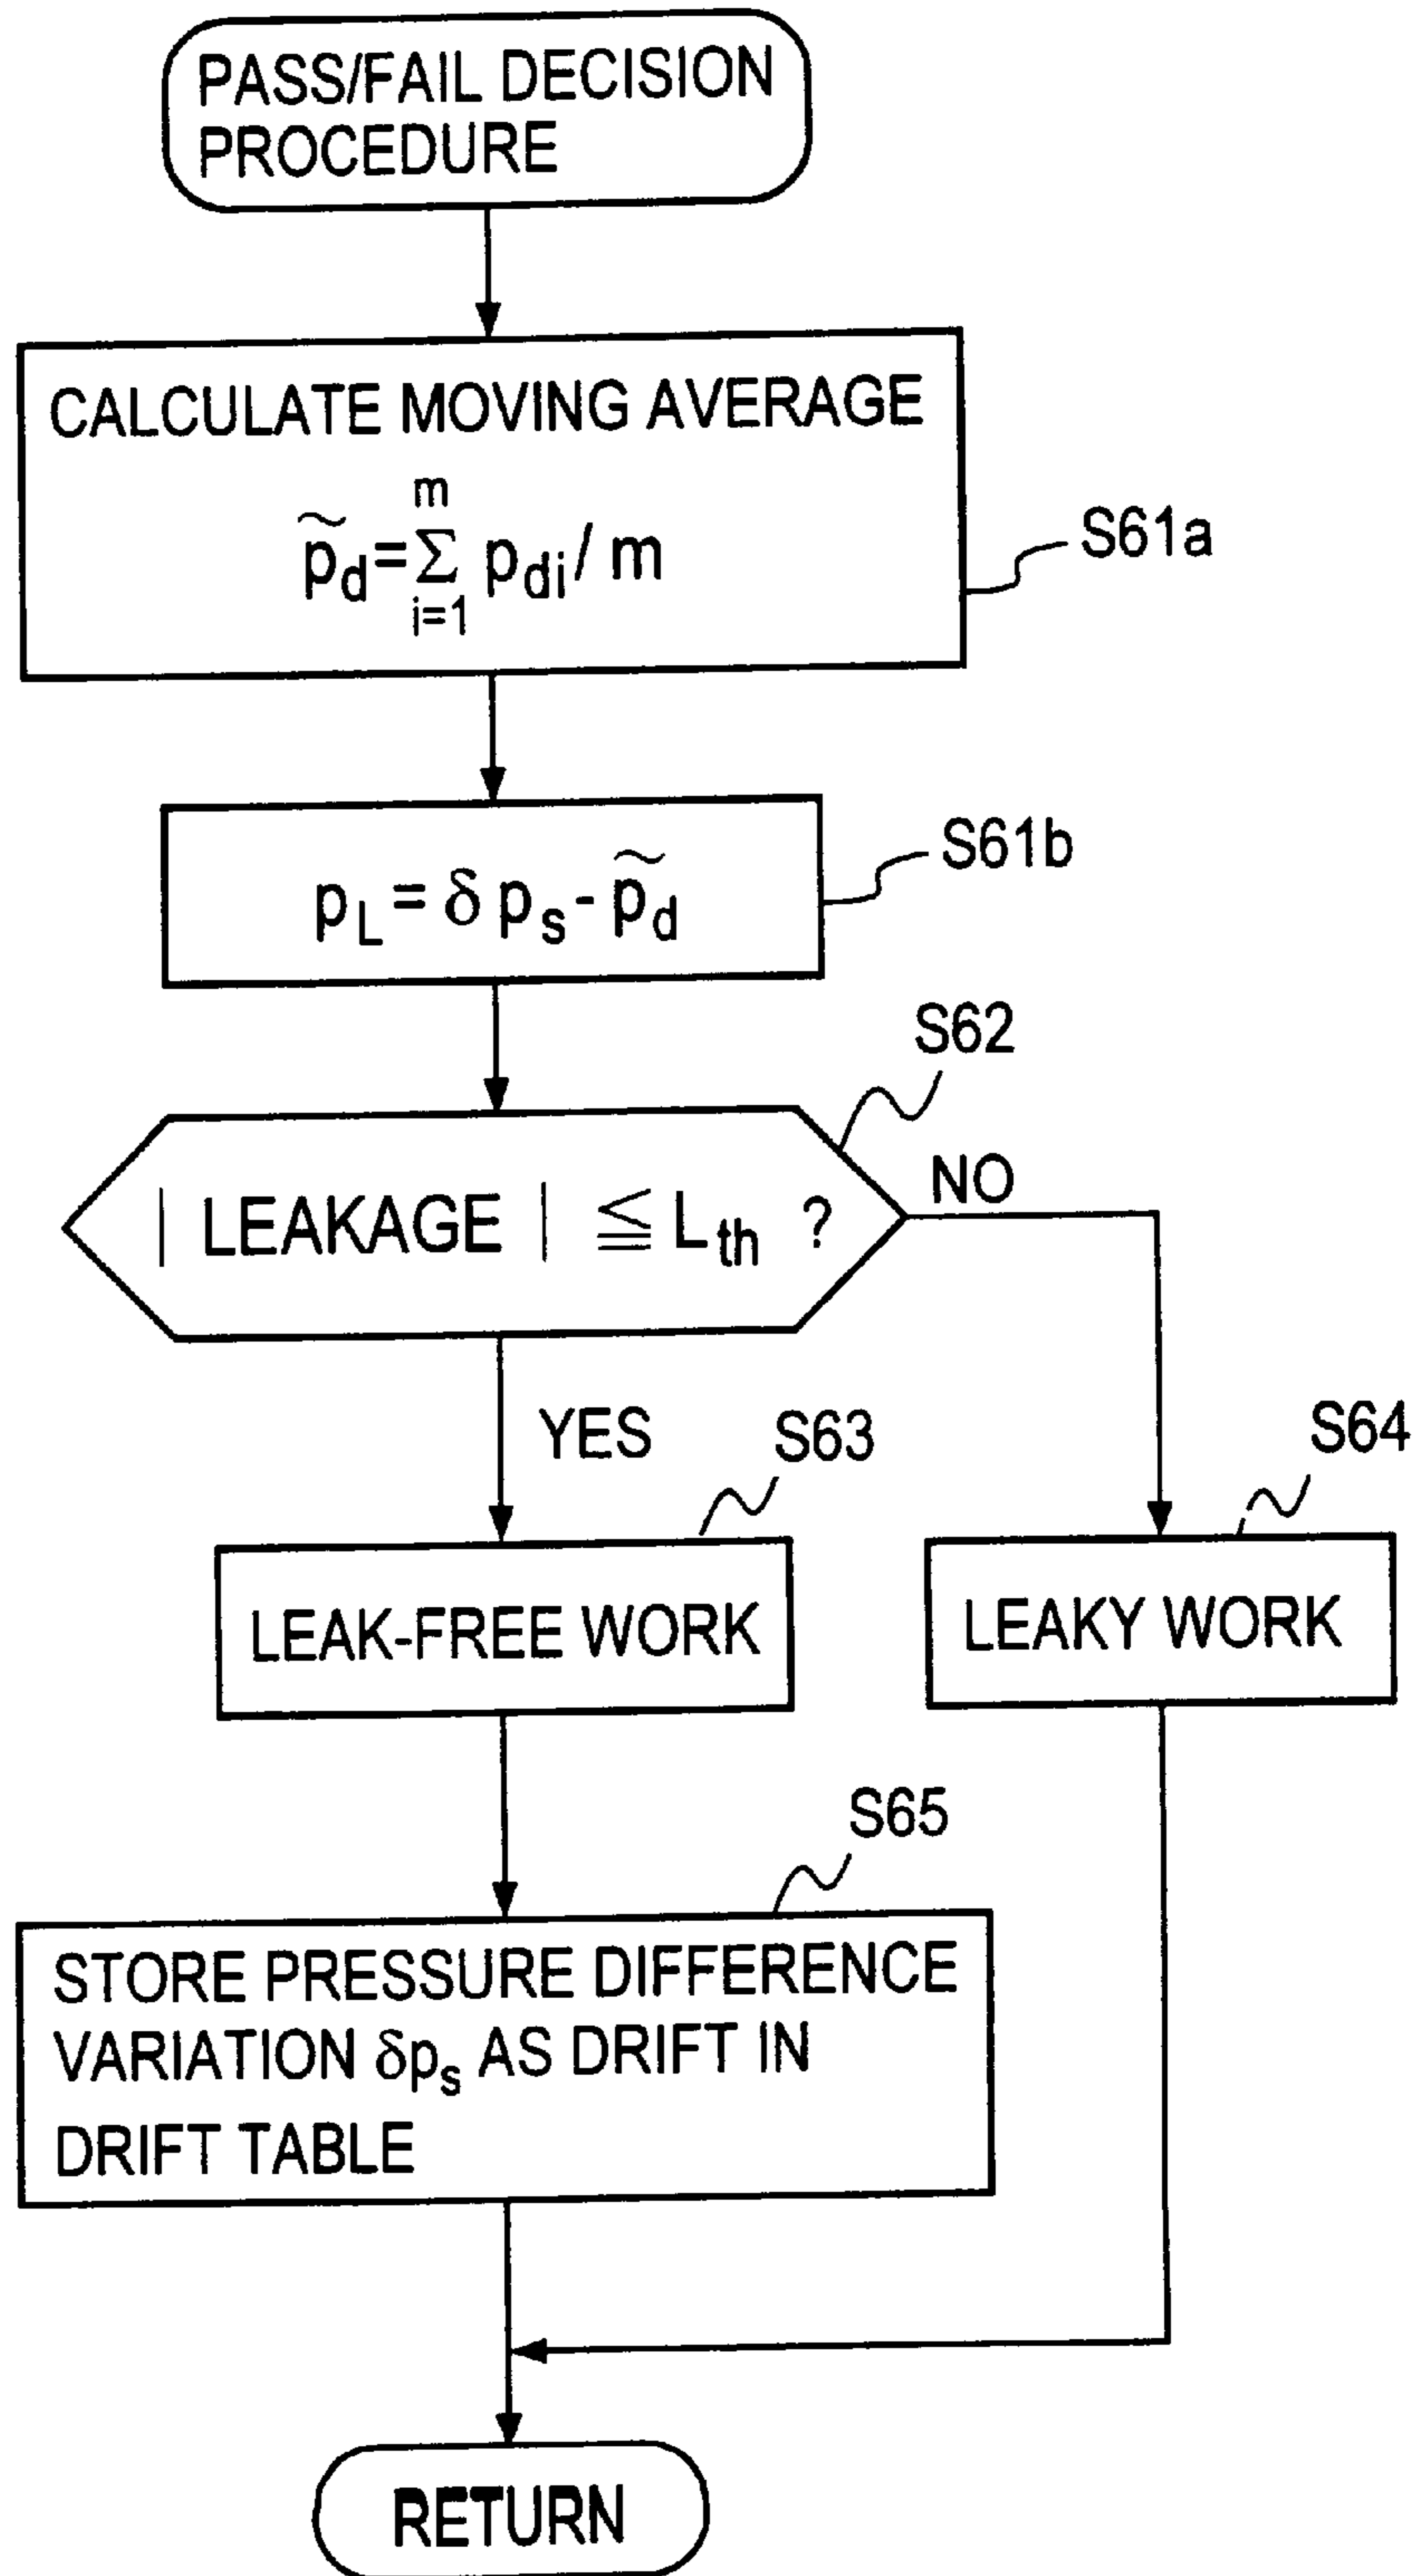 PASS/FAIL DECISION
PROCEDURE
CALCULATE MOVING AVERAGE
p̃d = Σ(i=1 to m) pdi / m
S61a
pL = δ ps - p̃d
S61b
S62
| LEAKAGE | ≦ Lth ?
NO
YES
S63
S64
LEAK-FREE WORK
LEAKY WORK
S65
STORE PRESSURE DIFFERENCE
VARIATION δps AS DRIFT IN
DRIFT TABLE
RETURN